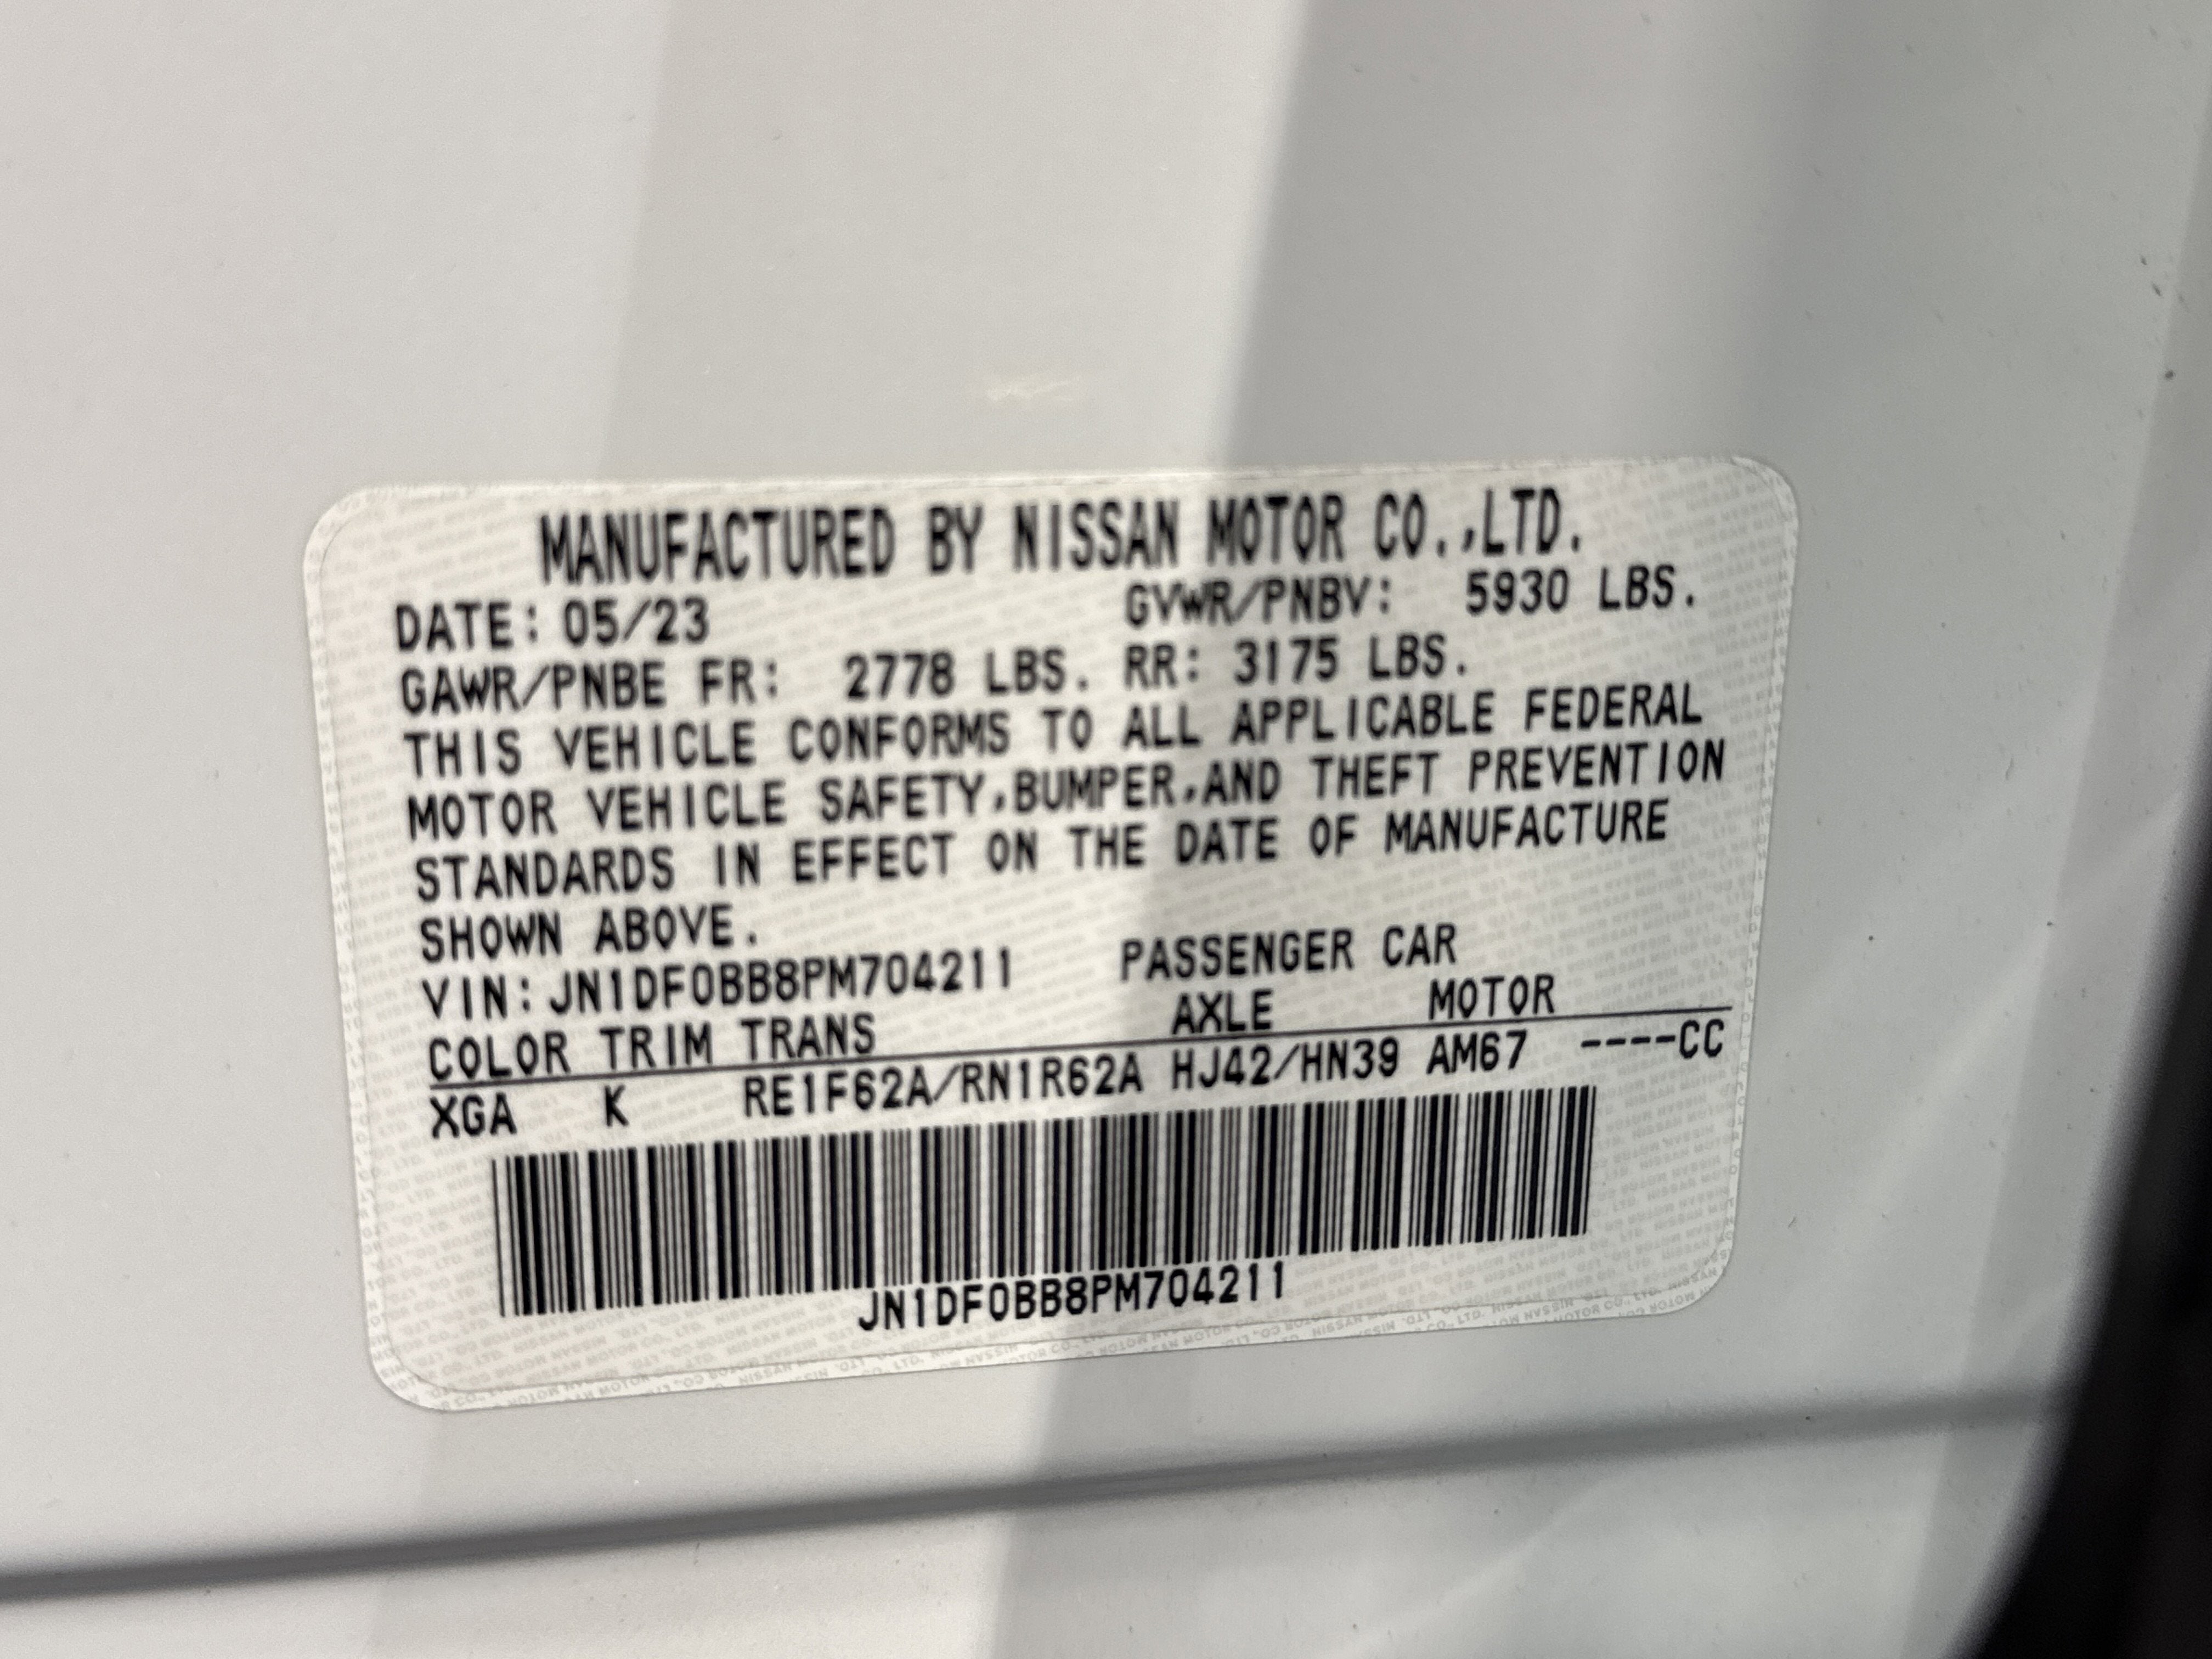 MANUFACTURED BY NISSAN MOTOR CO.,LTD.
DATE: 05/23 GVWR/PNBV: 5930 LBS.
GAWR/PNBE FR: 2778 LBS. RR: 3175 LBS.
THIS VEHICLE CONFORMS TO ALL APPLICABLE FEDERAL
MOTOR VEHICLE SAFETY,BUMPER,AND THEFT PREVENTION
STANDARDS IN EFFECT ON THE DATE OF MANUFACTURE
SHOWN ABOVE.
VIN:JN1DF0BB8PM704211 PASSENGER CAR
COLOR TRIM TRANS AXLE MOTOR
XGA K RE1F62A/RN1R62A HJ42/HN39 AM67 ----CC
JN1DF0BB8PM704211